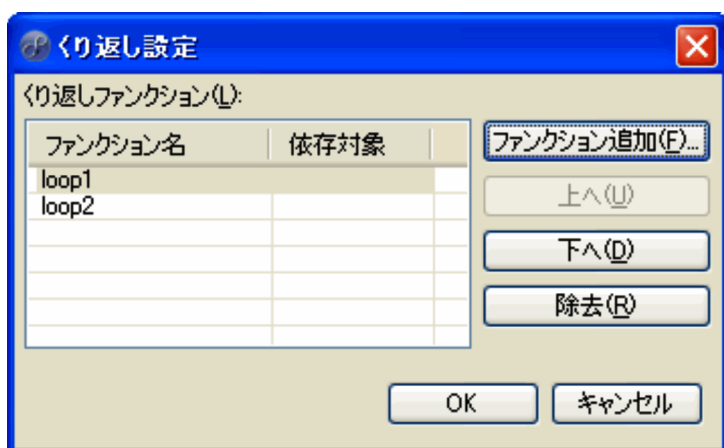 くり返し設定
くり返しファンクション(L):
ファンクション名 依存対象
ファンクション追加(F)...
loop1
上へ(U)
loop2
下へ(D)
除去(R)
OK キャンセル